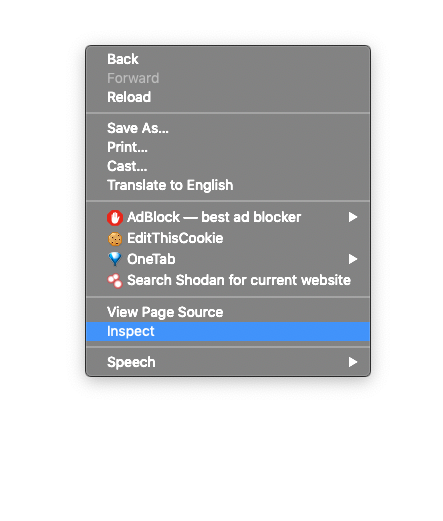 Back
Forward
Reload
Save As...
Print...
Cast...
Translate to English
AdBlock — best ad blocker
EditThisCookie
OneTab
Search Shodan for current website
View Page Source
Inspect
Speech